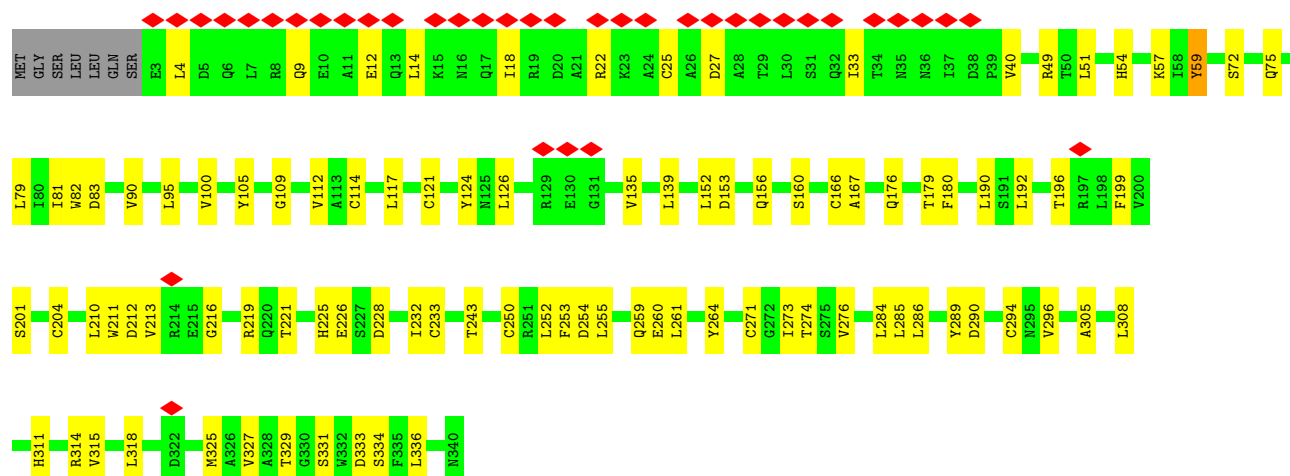 MET GLY SER LEU LEU GLN SER E3 L4 D5 Q6 L7 R8 Q9 E10 A11 E12 Q13 L14 K15 N16 Q17 I18 R19 D20 A21 R22 K23 A24 C25 A26 D27 A28 T29 L30 S31 Q32 I33 T34 N35 N36 I37 D38 P39 V40 R49 T50 L51 H54 K57 I58 Y59 S72 Q75
L79 I80 I81 W82 D83 V90 L95 V100 Y105 G109 V112 A113 C114 L117 C121 Y124 N125 L126 R129 E130 G131 V135 L139 L152 D153 Q156 S160 C166 A167 Q176 T179 F180 L190 S191 L192 T196 R197 L198 F199 V200
S201 C204 L210 W211 D212 V213 R214 E215 G216 R219 Q220 T221 H225 E226 S227 D228 I232 C233 T243 C250 R251 L252 F253 D254 L255 Q259 E260 L261 Y264 C271 G272 I273 T274 S275 V276 L284 L285 L286 Y289 D290 C294 N295 V296 A305 L308
H311 R314 V315 L318 D322 M325 A326 V327 A328 T329 G330 S331 W332 D333 S334 F335 L336 N340